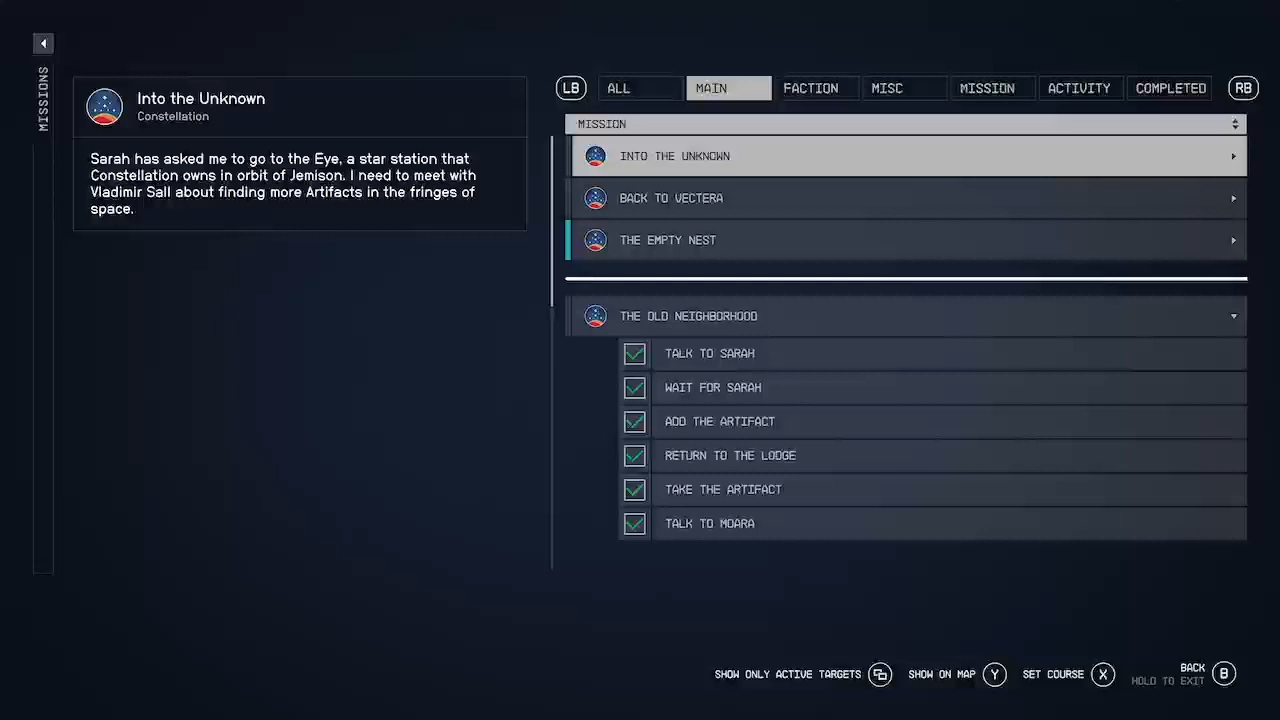 MISSIONS
Into the Unknown
Constellation
Sarah has asked me to go to the Eye, a star station that
Constellation owns in orbit of Jemison. I need to meet with
Vladimir Sall about finding more Artifacts in the fringes of
space.
LB ALL MAIN FACTION MISC MISSION ACTIVITY COMPLETED RB
MISSION
INTO THE UNKNOWN
BACK TO VECTERA
THE EMPTY NEST
THE OLD NEIGHBORHOOD
TALK TO SARAH
WAIT FOR SARAH
ADD THE ARTIFACT
RETURN TO THE LODGE
TAKE THE ARTIFACT
TALK TO MOARA
SHOW ONLY ACTIVE TARGETS SHOW ON MAP Y SET COURSE X BACK B
HOLD TO EXIT